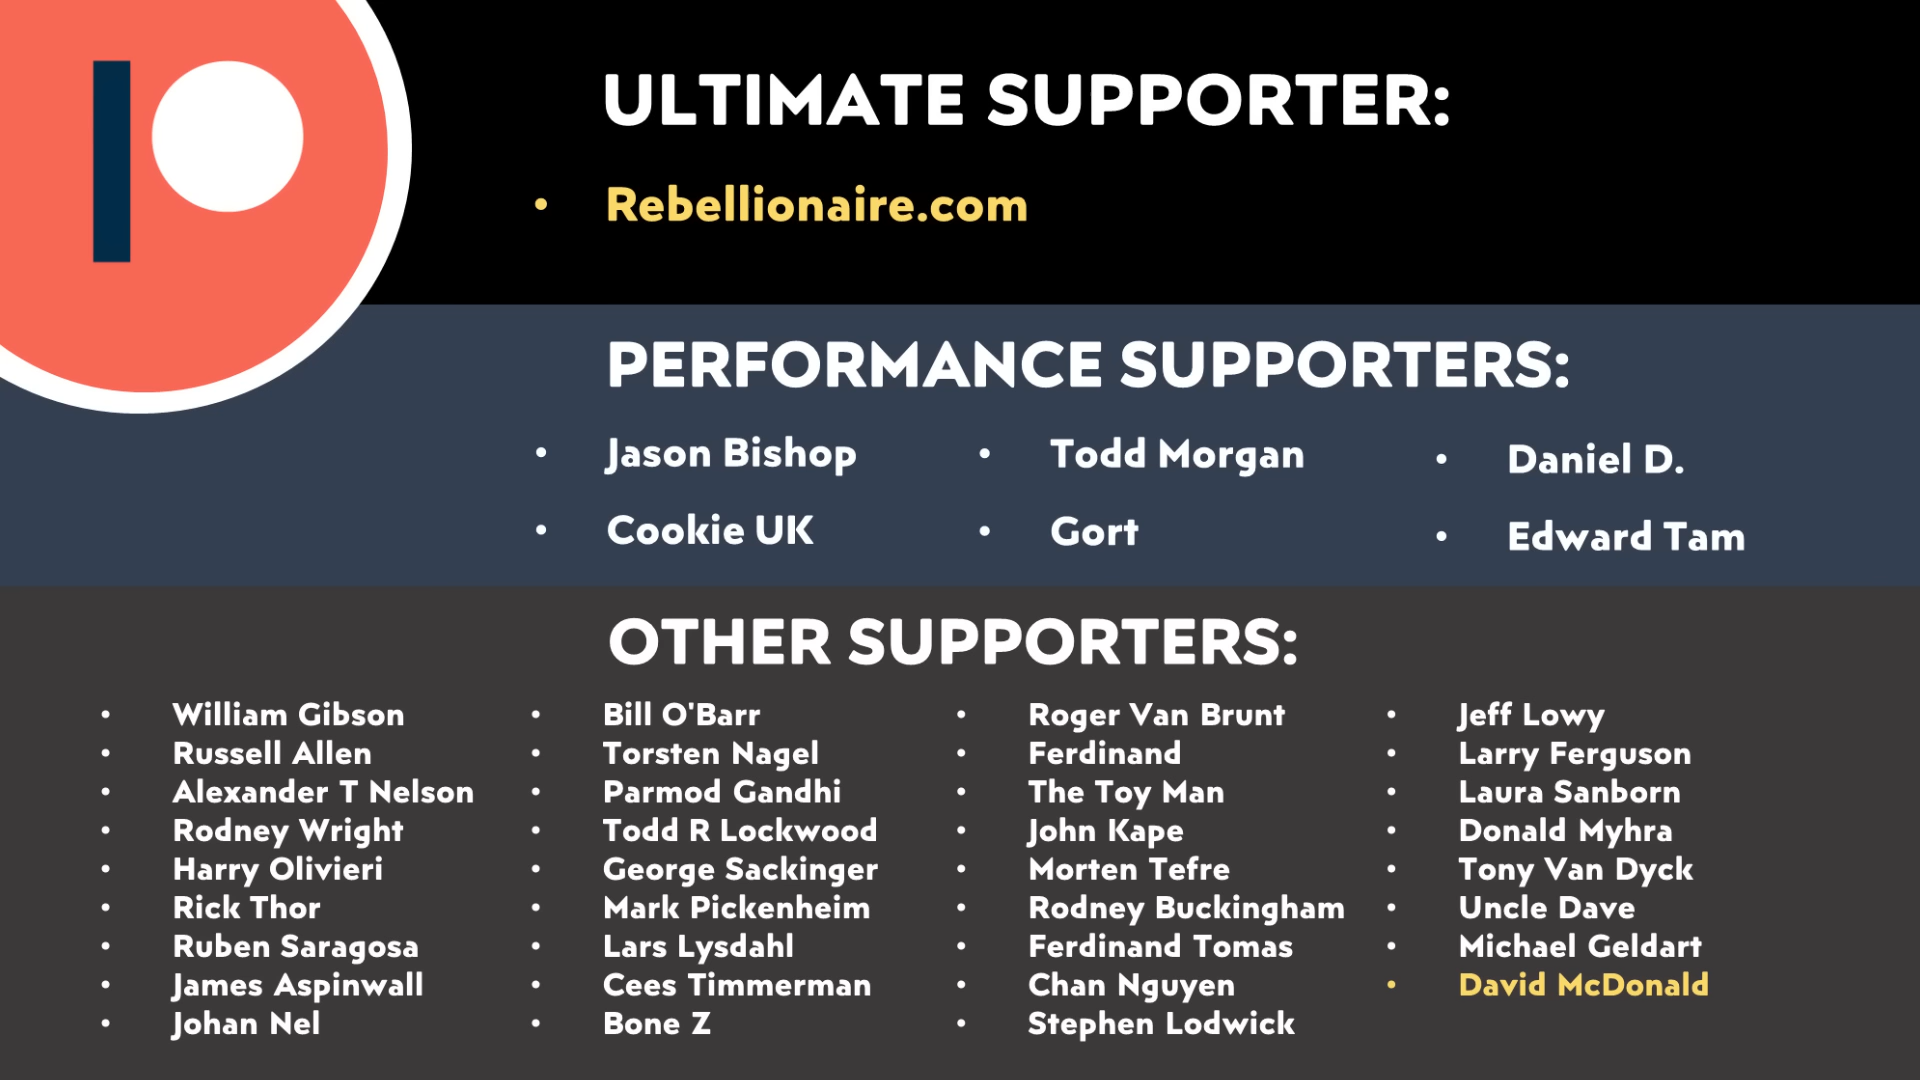 ULTIMATE SUPPORTER:
• Rebellionaire.com
PERFORMANCE SUPPORTERS:
• Jason Bishop
• Cookie UK
• Todd Morgan
• Gort
• Daniel D.
• Edward Tam
OTHER SUPPORTERS:
• William Gibson
• Russell Allen
• Alexander T Nelson
• Rodney Wright
• Harry Olivieri
• Rick Thor
• Ruben Saragosa
• James Aspinwall
• Johan Nel
• Bill O'Barr
• Torsten Nagel
• Parmod Gandhi
• Todd R Lockwood
• George Sackinger
• Mark Pickenheim
• Lars Lysdahl
• Cees Timmerman
• Bone Z
• Roger Van Brunt
• Ferdinand
• The Toy Man
• John Kape
• Morten Tefre
• Rodney Buckingham
• Ferdinand Tomas
• Chan Nguyen
• Stephen Lodwick
• Jeff Lowy
• Larry Ferguson
• Laura Sanborn
• Donald Myhra
• Tony Van Dyck
• Uncle Dave
• Michael Geldart
• David McDonald